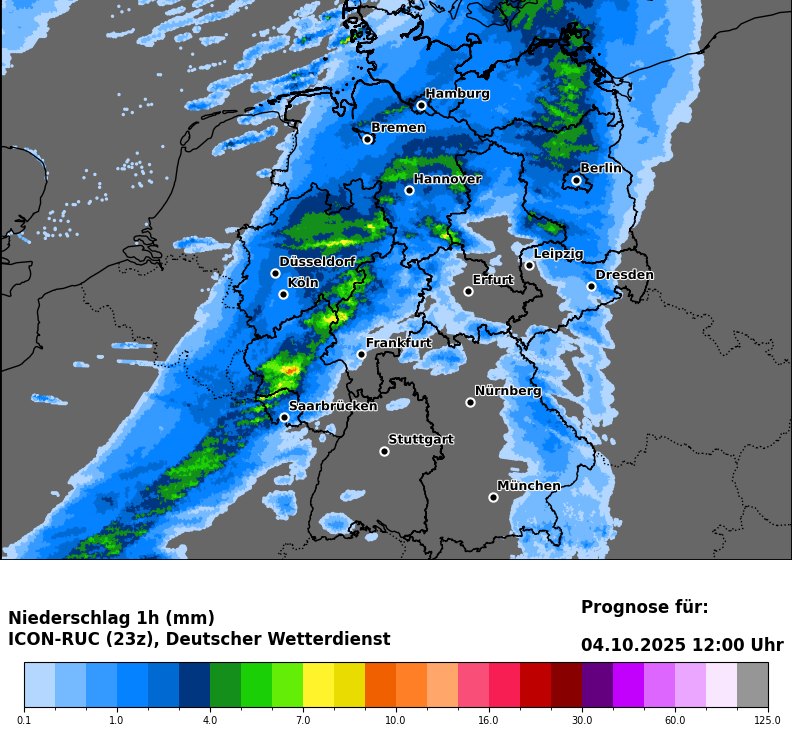 Hamburg
Bremen
Berlin
Hannover
Leipzig
Düsseldorf
Dresden
Köln
Erfurt
Frankfurt
Nürnberg
Saarbrücken
Stuttgart
München
Niederschlag 1h (mm)
ICON-RUC (23z), Deutscher Wetterdienst
Prognose für:
04.10.2025 12:00 Uhr
0.1 1.0 4.0 7.0 10.0 16.0 30.0 60.0 125.0